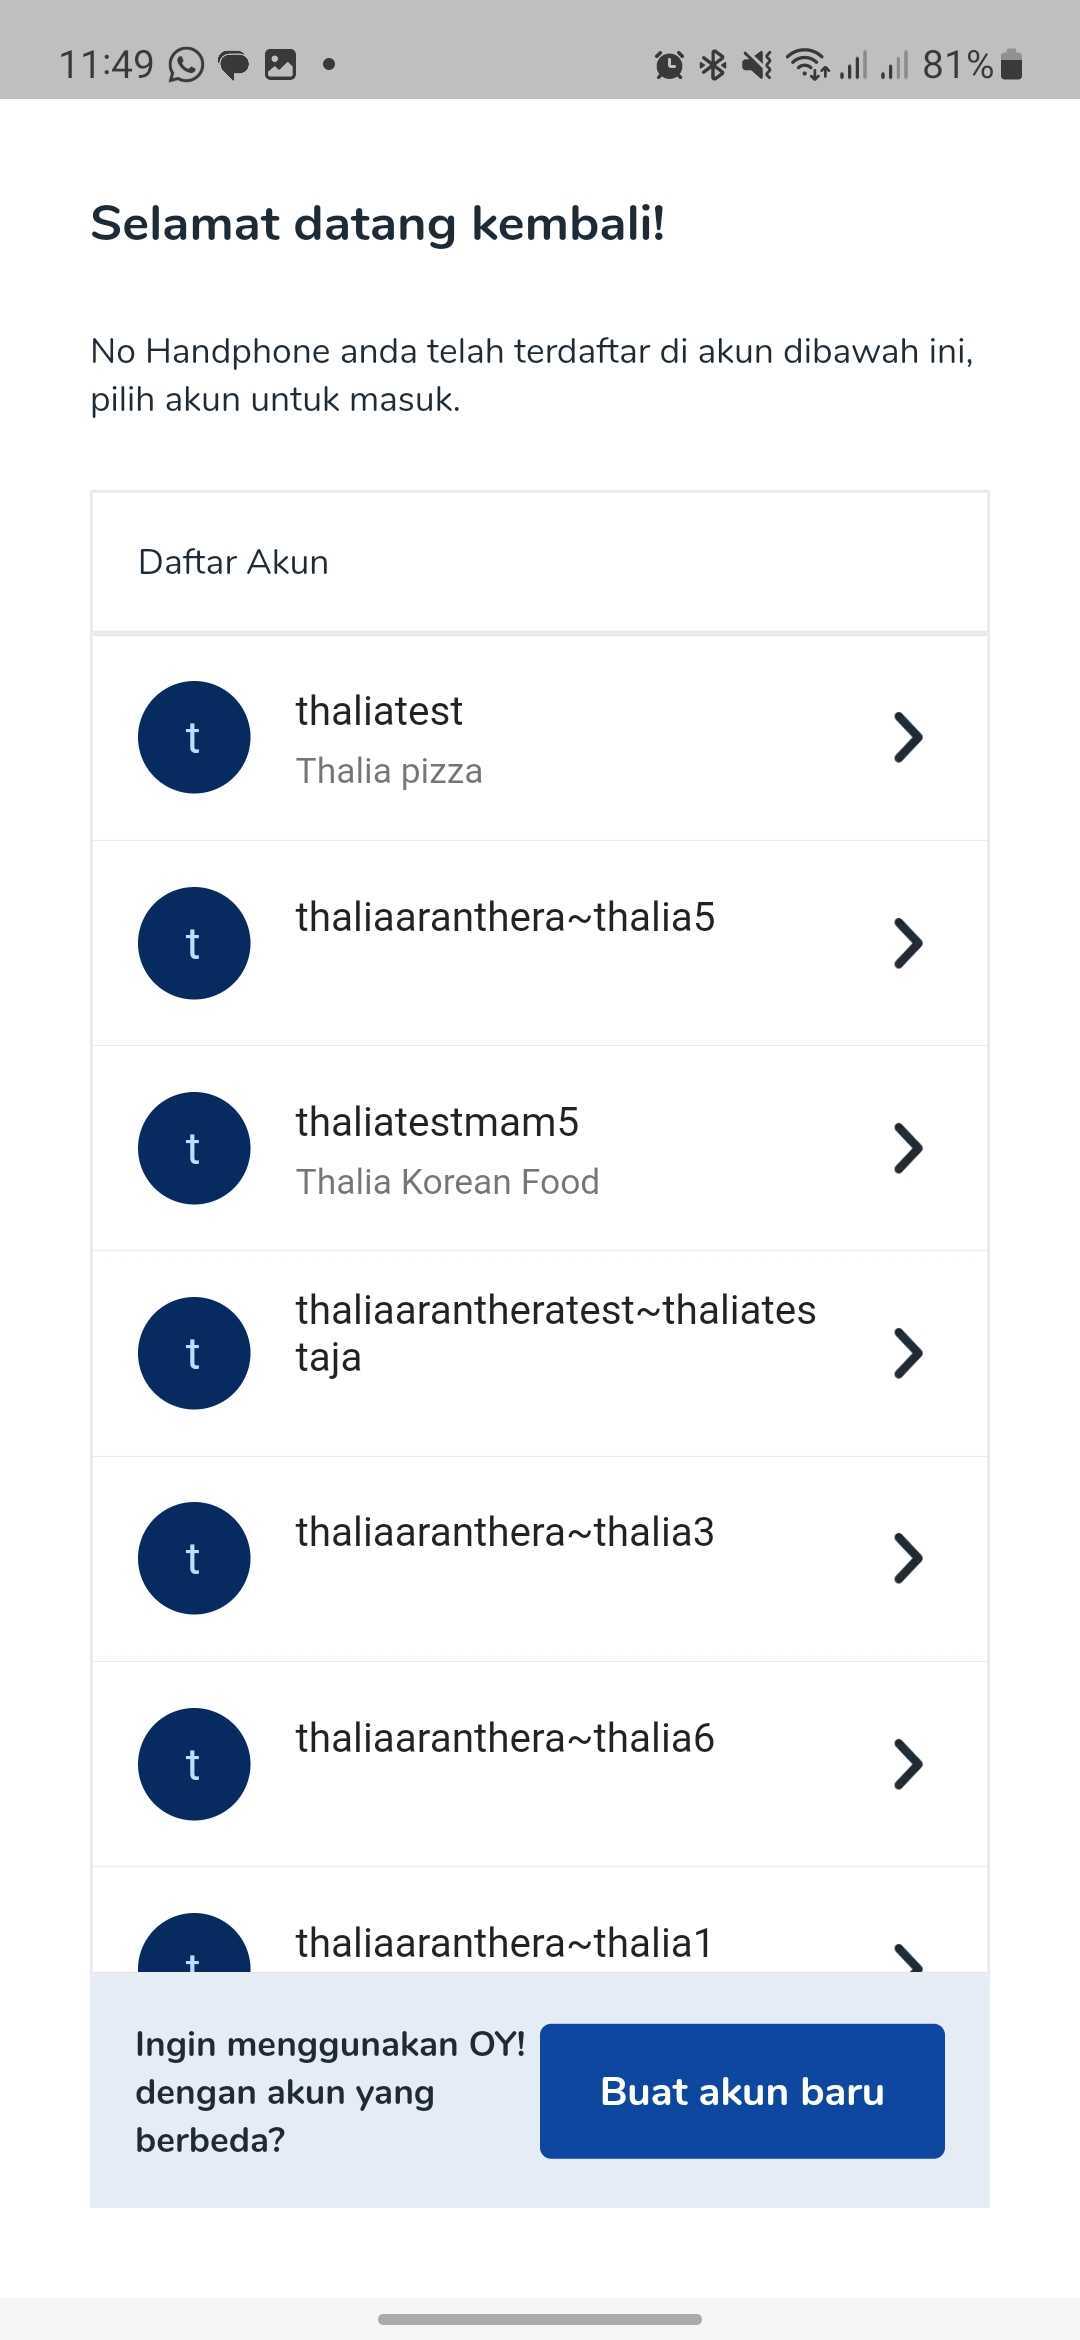 11:49
81%
Selamat datang kembali!
No Handphone anda telah terdaftar di akun dibawah ini,
pilih akun untuk masuk.
Daftar Akun
t
thaliatest
Thalia pizza
t
thaliaaranthera~thalia5
t
thaliatestmam5
Thalia Korean Food
t
thaliaarantheratest~thaliates
taja
t
thaliaaranthera~thalia3
t
thaliaaranthera~thalia6
t
thaliaaranthera~thalia1
Ingin menggunakan OY!
dengan akun yang
berbeda?
Buat akun baru